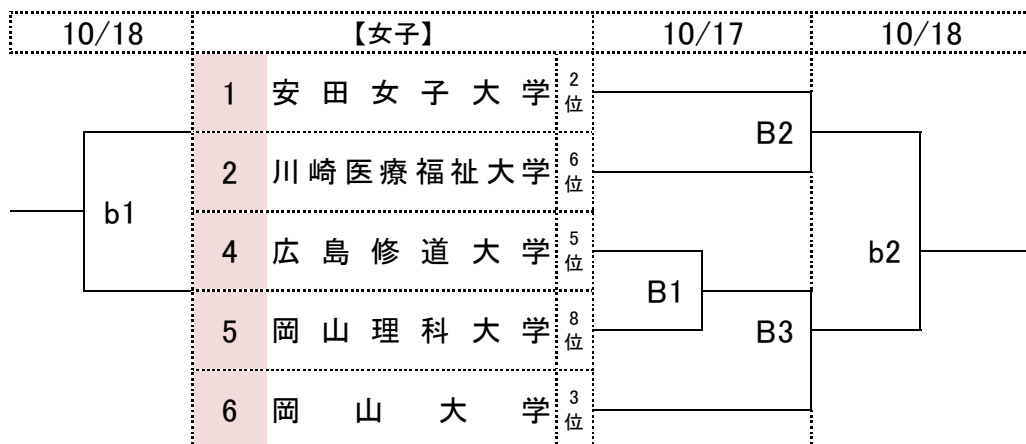 10/18 【女子】 10/17 10/18
1 安田女子大学 2位
B2
2 川崎医療福祉大学 6位
b1
4 広島修道大学 5位 b2
B1
5 岡山理科大学 8位 B3
6 岡山大学 3位